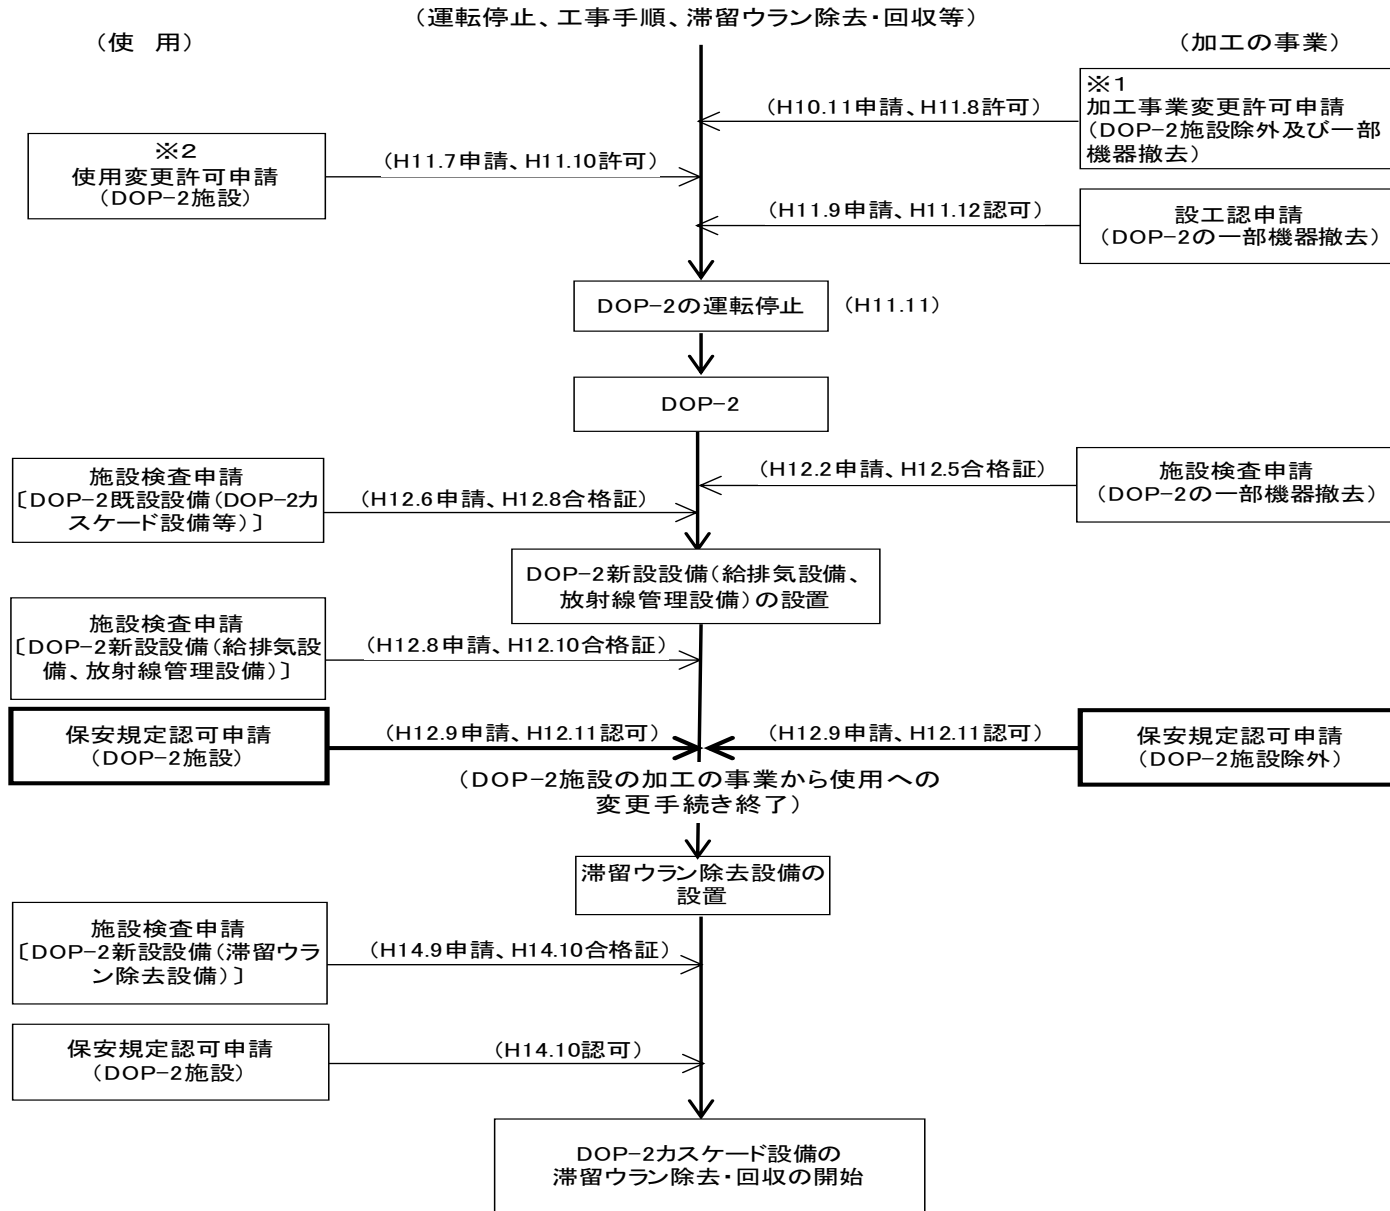 （運転停止、工事手順、滞留ウラン除去・回収等）
（使　用）
（加工の事業）
※１
加工事業変更許可申請
（DOP-2施設除外及び一部
機器撤去）
（H10.11申請、H11.8許可）
※２
使用変更許可申請
（DOP-2施設）
（H11.7申請、H11.10許可）
（H11.9申請、H11.12認可）
設工認申請
（DOP-2の一部機器撤去）
DOP-2の運転停止
（H11.11）
DOP-2
施設検査申請
〔DOP-2既設設備（DOP-2カ
スケード設備等）〕
（H12.6申請、H12.8合格証）
（H12.2申請、H12.5合格証）
施設検査申請
（DOP-2の一部機器撤去）
DOP-2新設設備（給排気設備、
放射線管理設備）の設置
施設検査申請
〔DOP-2新設設備（給排気設
備、放射線管理設備）〕
（H12.8申請、H12.10合格証）
保安規定認可申請
（DOP-2施設）
（H12.9申請、H12.11認可）
（H12.9申請、H12.11認可）
保安規定認可申請
（DOP-2施設除外）
（DOP-2施設の加工の事業から使用への
変更手続き終了）
滞留ウラン除去設備の
設置
施設検査申請
〔DOP-2新設設備（滞留ウラ
ン除去設備）〕
（H14.9申請、H14.10合格証）
保安規定認可申請
（DOP-2施設）
（H14.10認可）
DOP-2カスケード設備の
滞留ウラン除去・回収の開始